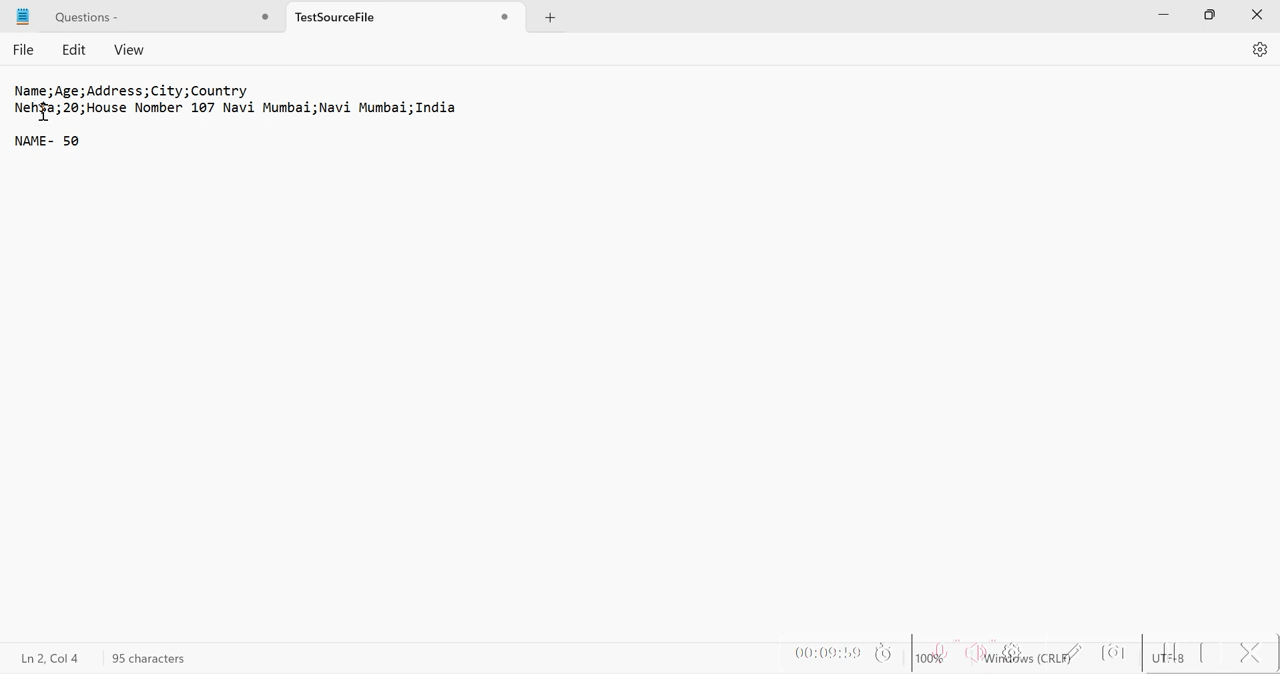 Questions -
TestSourceFile
File Edit View
Name;Age;Address;City;Country
;20;House Nomber 107 Navi Mumbai;Navi Mumbai;India
NAME- 50
Ln 2, Col 4 95 characters 00:09:59 100% Windows (CRLF) UTF-8